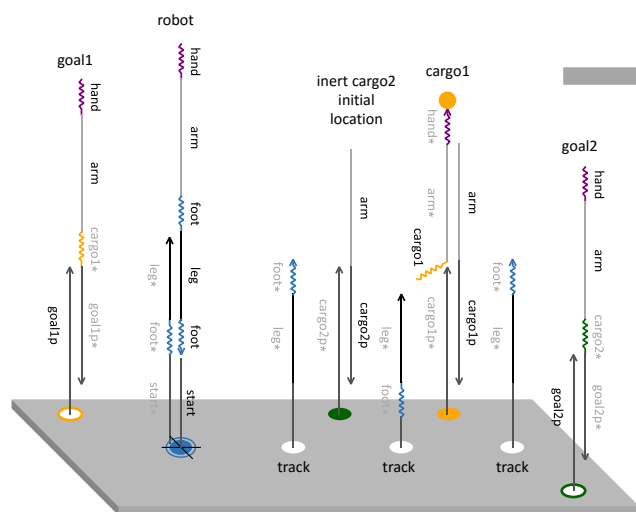 robot
goal1
inert cargo2
initial
location
cargo1
goal2
hand
arm
cargo1*
goal1p
goal1p*
hand
arm
foot
leg*
leg
foot*
foot
start*
start
foot*
leg*
track
arm
cargo2p*
cargo2p
cargo1
leg*
foot*
track
hand*
arm*
arm
cargo1p*
cargo1p
foot*
leg*
track
hand
arm
cargo2*
goal2p
goal2p*